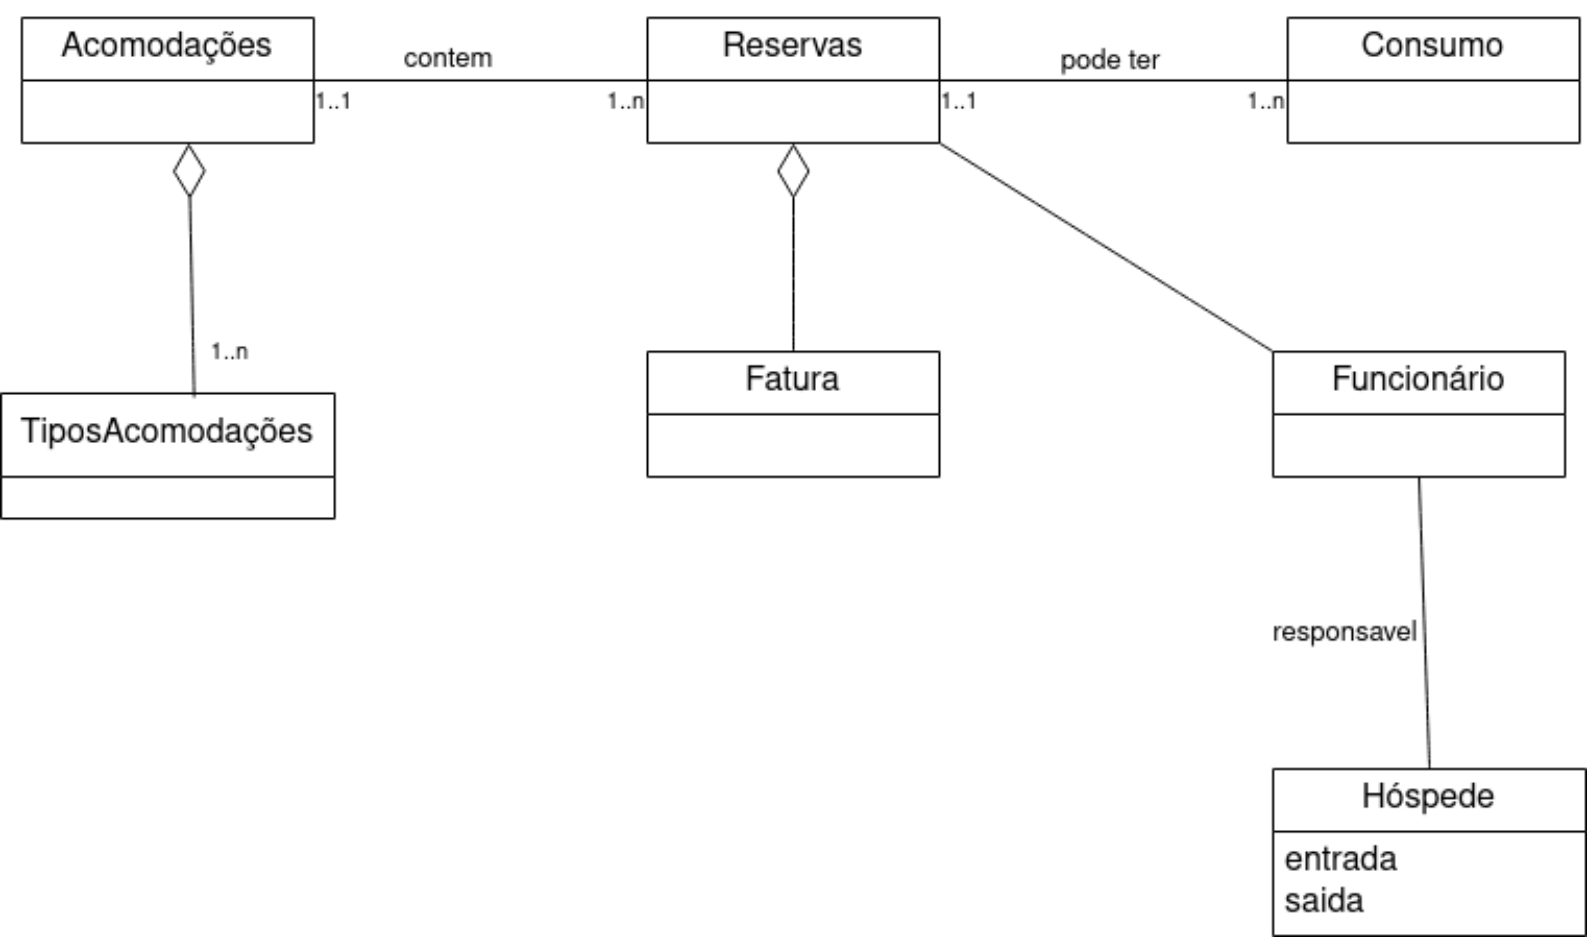 Acomodações
contem
Reservas
pode ter
Consumo
1..1
1..n
1..1
1..n
1..n
TiposAcomodações
Fatura
Funcionário
responsavel
Hóspede
entrada
saida